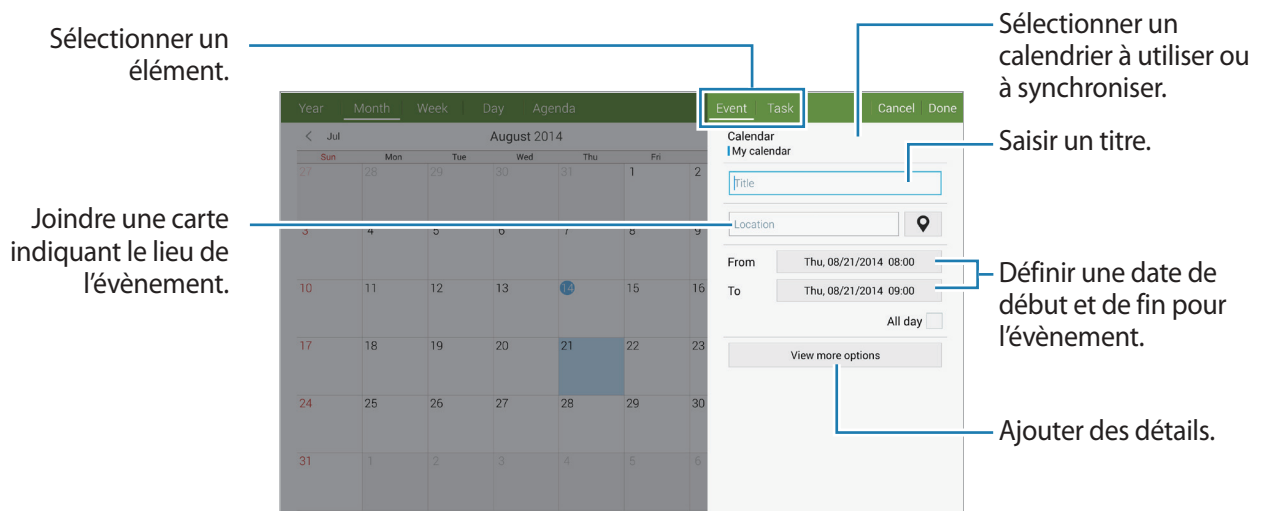 Sélectionner un
élément.
Sélectionner un
calendrier à utiliser ou
à synchroniser.
Year Month Week Day Agenda
Event Task Cancel Done
< Jul August 2014
Sun Mon Tue Wed Thu Fri
27 28 29 30 31 1 2
3 4 5 6 7 8 9
10 11 12 13 14 15 16
17 18 19 20 21 22 23
24 25 26 27 28 29 30
31 1 2 3 4 5 6
Calendar
My calendar
Title
Saisir un titre.
Location
Joindre une carte
indiquant le lieu de
l'évènement.
From Thu, 08/21/2014 08:00
To Thu, 08/21/2014 09:00
All day
Définir une date de
début et de fin pour
l'évènement.
View more options
Ajouter des détails.